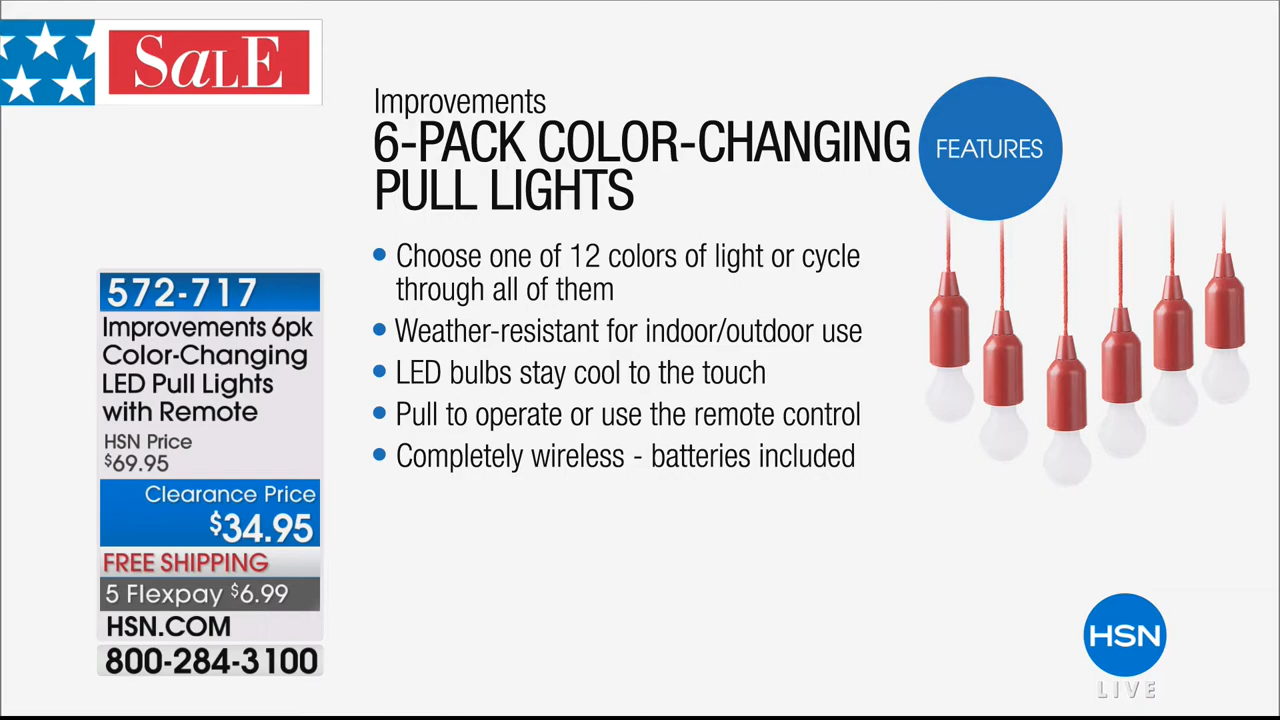 SaLE
Improvements
6-PACK COLOR-CHANGING
PULL LIGHTS
FEATURES
• Choose one of 12 colors of light or cycle
through all of them
• Weather-resistant for indoor/outdoor use
• LED bulbs stay cool to the touch
• Pull to operate or use the remote control
• Completely wireless - batteries included
572-717
Improvements 6pk
Color-Changing
LED Pull Lights
with Remote
HSN Price
$69.95
Clearance Price
$34.95
FREE SHIPPING
5 Flexpay $6.99
HSN.COM
800-284-3100
HSN
LIVE